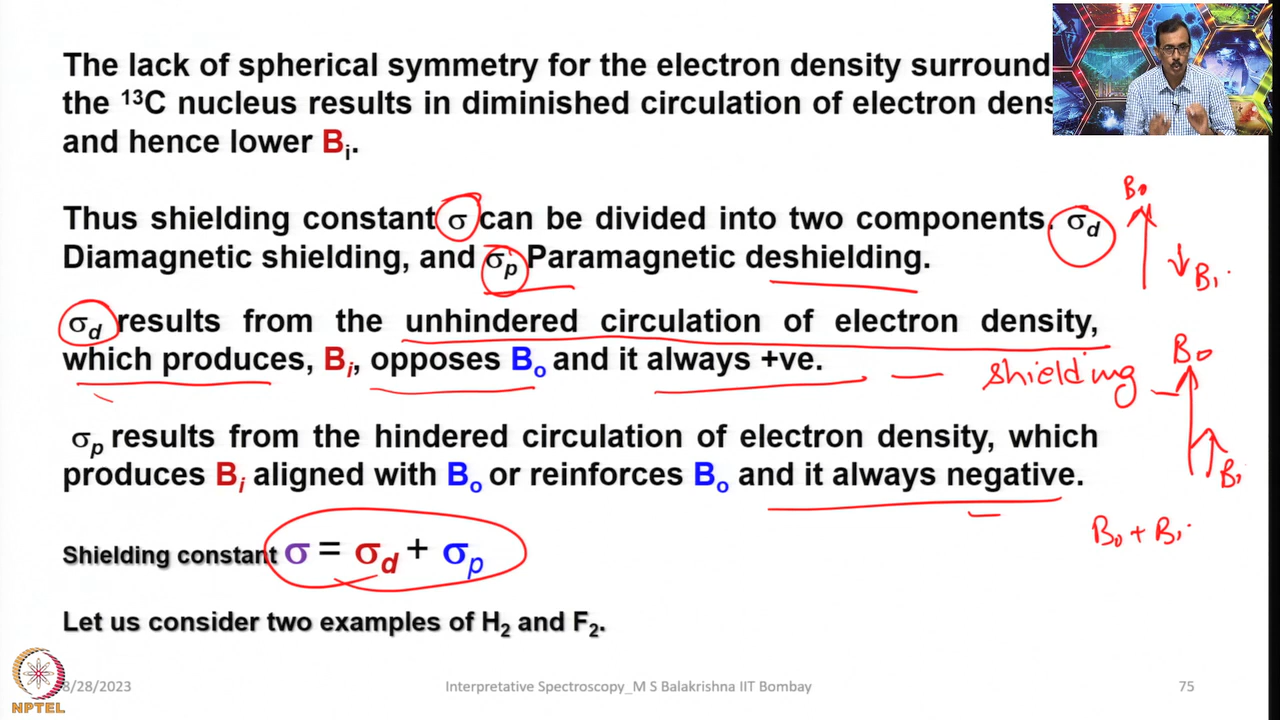 The lack of spherical symmetry for the electron density surround
the ¹³C nucleus results in diminished circulation of electron dens
and hence lower Bᵢ.
Thus shielding constant σ can be divided into two components. σd
Diamagnetic shielding, and σp Paramagnetic deshielding.
B₀
Bi
σd results from the unhindered circulation of electron density,
which produces, Bi, opposes Bo and it always +ve.
shielding
B₀
σp results from the hindered circulation of electron density, which
produces Bi aligned with Bo or reinforces Bo and it always negative.
Bi
B₀ + Bi
Shielding constant σ = σd + σp
Let us consider two examples of H₂ and F₂.
8/28/2023
Interpretative Spectroscopy_M S Balakrishna IIT Bombay
75
NPTEL